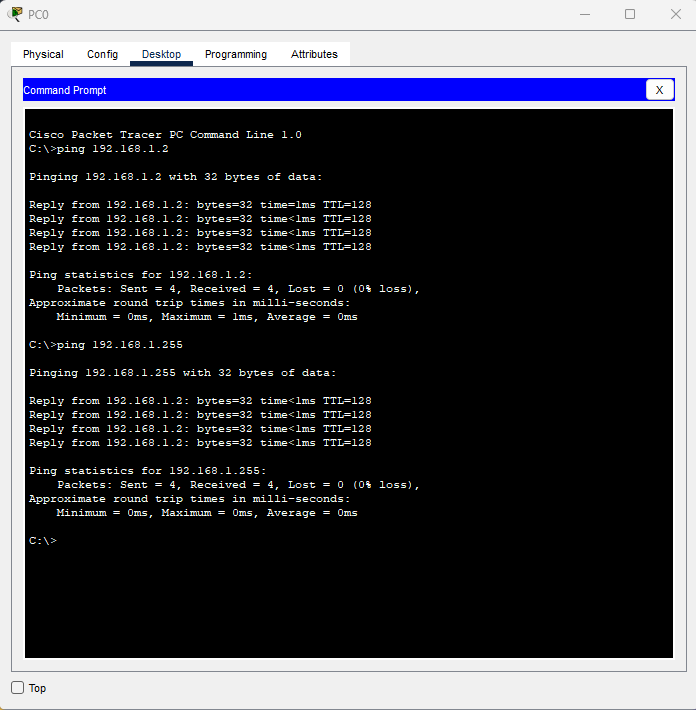 PC0
Physical Config Desktop Programming Attributes
Command Prompt X
Cisco Packet Tracer PC Command Line 1.0
C:\>ping 192.168.1.2
Pinging 192.168.1.2 with 32 bytes of data:
Reply from 192.168.1.2: bytes=32 time=1ms TTL=128
Reply from 192.168.1.2: bytes=32 time<1ms TTL=128
Reply from 192.168.1.2: bytes=32 time<1ms TTL=128
Reply from 192.168.1.2: bytes=32 time<1ms TTL=128
Ping statistics for 192.168.1.2:
    Packets: Sent = 4, Received = 4, Lost = 0 (0% loss),
Approximate round trip times in milli-seconds:
    Minimum = 0ms, Maximum = 1ms, Average = 0ms
C:\>ping 192.168.1.255
Pinging 192.168.1.255 with 32 bytes of data:
Reply from 192.168.1.2: bytes=32 time<1ms TTL=128
Reply from 192.168.1.2: bytes=32 time<1ms TTL=128
Reply from 192.168.1.2: bytes=32 time<1ms TTL=128
Reply from 192.168.1.2: bytes=32 time<1ms TTL=128
Ping statistics for 192.168.1.255:
    Packets: Sent = 4, Received = 4, Lost = 0 (0% loss),
Approximate round trip times in milli-seconds:
    Minimum = 0ms, Maximum = 0ms, Average = 0ms
C:\>
Top